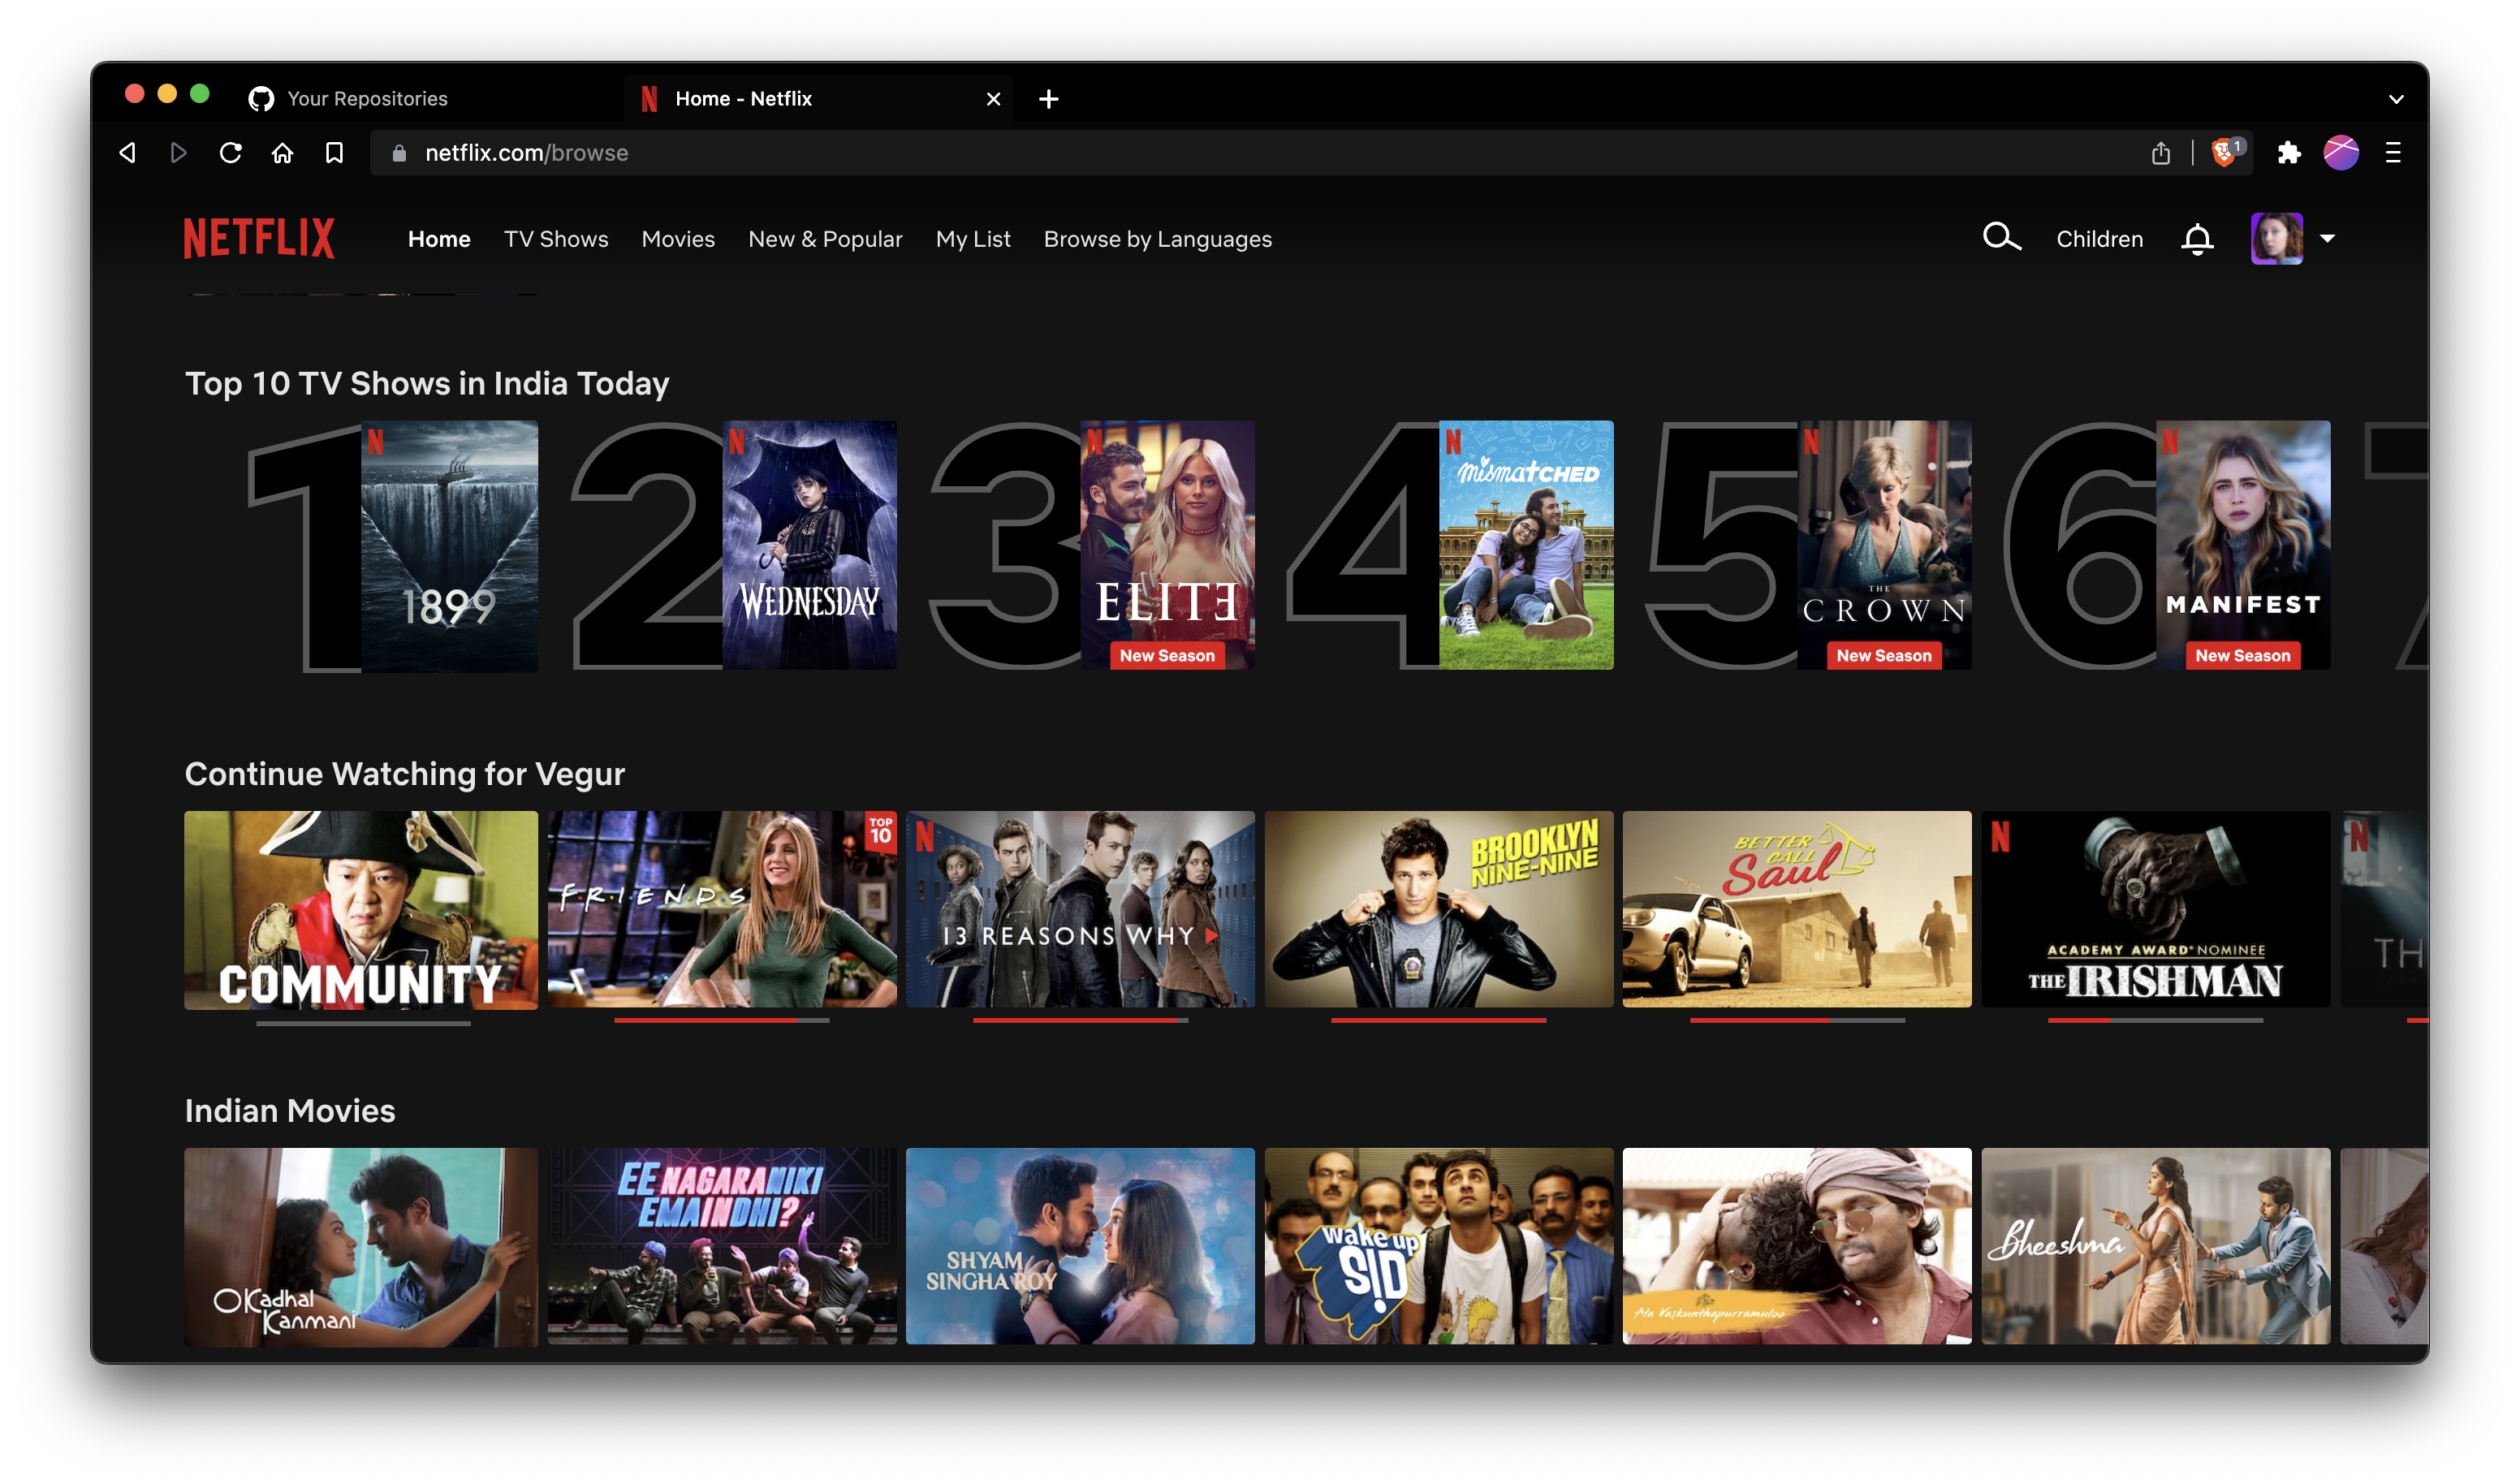 Your Repositories
Home - Netflix
netflix.com/browse
1
NETFLIX
Home
TV Shows
Movies
New & Popular
My List
Browse by Languages
Children
Top 10 TV Shows in India Today
1
N
1899
2
N
WEDNESDAY
3
N
ELITƎ
New Season
4
N
mismatCHED
5
N
THE
CROWN
New Season
6
N
MANIFEST
New Season
7
Continue Watching for Vegur
COMMUNITY
TOP
10
F·R·I·E·N·D·S
N
13 REASONS WHY
BROOKLYN
NINE-NINE
BETTER
CALL
Saul
N
ACADEMY AWARD® NOMINEE
THE IRISHMAN
N
TH
Indian Movies
O Kadhal
Kanmani
EE NAGARANIKI
EMAINDHI?
SHYAM
SINGHA ROY
wake up
SID
Ala Vaikunthapurramuloo
Bheeshma